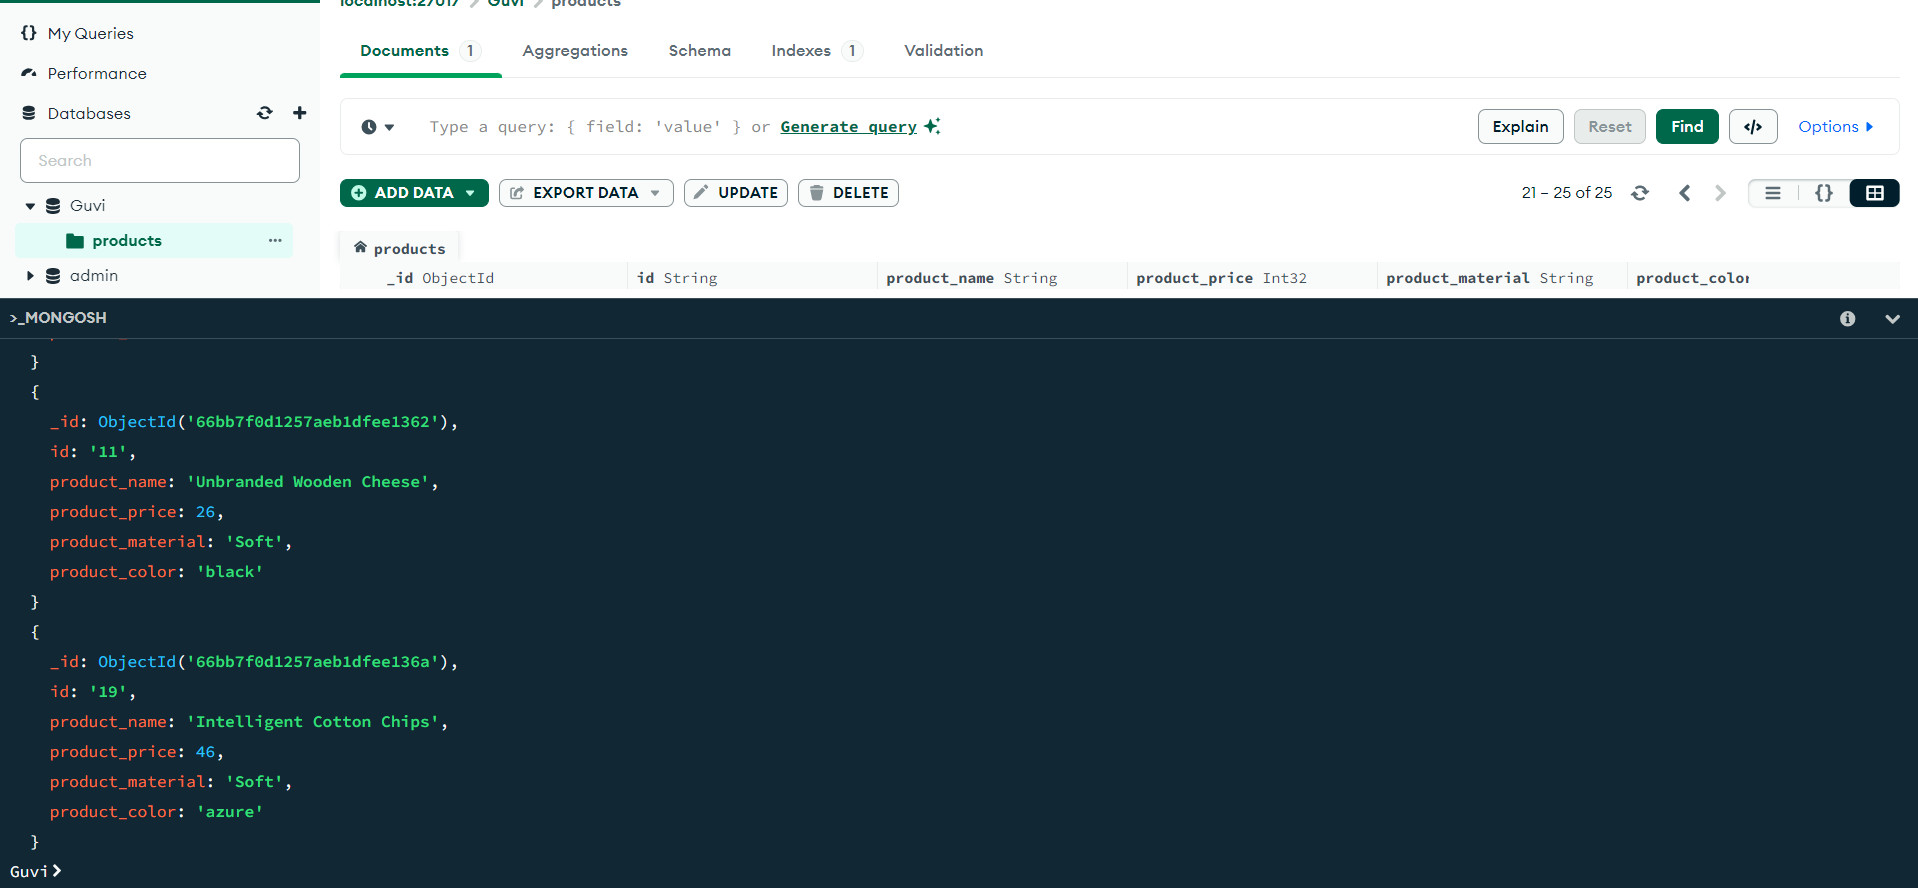 localhost:27017 > Guvi > products
{} My Queries
Performance
Databases
Search
Guvi
products ...
admin
Documents 1 Aggregations Schema Indexes 1 Validation
Type a query: { field: 'value' } or Generate query
Explain Reset Find </> Options
ADD DATA EXPORT DATA UPDATE DELETE
21 – 25 of 25 {}
products
_id ObjectId id String product_name String product_price Int32 product_material String product_color
>_MONGOSH
}
{
_id: ObjectId('66bb7f0d1257aeb1dfee1362'),
id: '11',
product_name: 'Unbranded Wooden Cheese',
product_price: 26,
product_material: 'Soft',
product_color: 'black'
}
{
_id: ObjectId('66bb7f0d1257aeb1dfee136a'),
id: '19',
product_name: 'Intelligent Cotton Chips',
product_price: 46,
product_material: 'Soft',
product_color: 'azure'
}
Guvi>